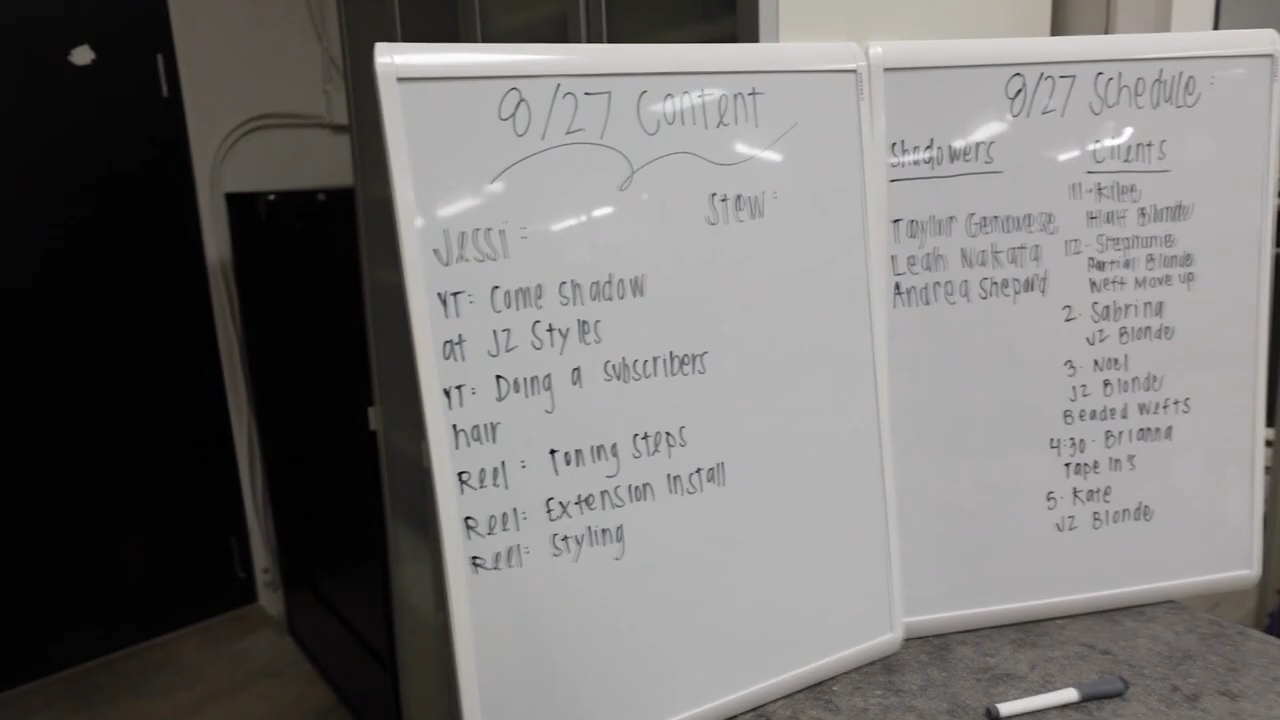 8/27 Content
Stew:
Jessi:
YT: Come shadow
at JZ Styles
YT: Doing a subscribers
hair
Reel: Toning Steps
Reel: Extension Install
Reel: Styling
8/27 Schedule:
Shadowers
Taylor Genovese
Leah Nakata
Andrea Shepard
Clients
11- Kilee
Half Blonde
12- Stephanie
Partial Blonde
Weft Move up
2- Sabrina
JZ Blonde
3- Noel
JZ Blonde
Beaded Wefts
4:30- Brianna
Tape In's
5- Kate
JZ Blonde